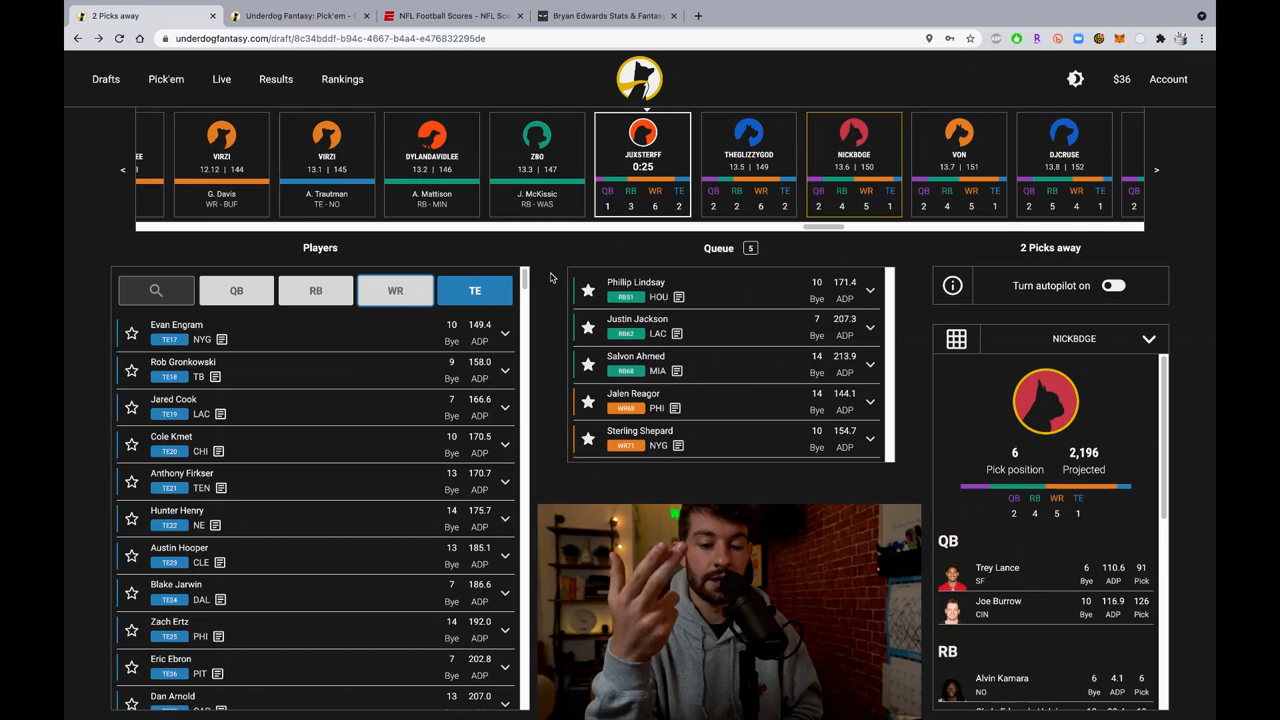 2 Picks away
Underdog Fantasy: Pick'em -
NFL Football Scores - NFL Sco
Bryan Edwards Stats & Fantasy
underdogfantasy.com/draft/8c34bddf-b94c-4667-b4a4-e476832295de
Drafts Pick'em Live Results Rankings $36 Account
VIRZI
12.12 | 144
G. Davis
WR - BUF
VIRZI
13.1 | 145
A. Trautman
TE - NO
DYLANDAVIDLEE
13.2 | 146
A. Mattison
RB - MIN
ZBO
13.3 | 147
J. McKissic
RB - WAS
JUXSTERFF
0:25
QB RB WR TE
1 3 6 2
THEGLIZZYGOD
13.5 | 149
QB RB WR TE
2 2 6 2
NICKBDGE
13.6 | 150
QB RB WR TE
2 4 5 1
VON
13.7 | 151
QB RB WR TE
2 4 5 1
DJCRUSE
13.8 | 152
QB RB WR TE
2 5 4 1
Players
QB RB WR TE
Evan Engram 10 149.4
TE17 NYG Bye ADP
Rob Gronkowski 9 158.0
TE18 TB Bye ADP
Jared Cook 7 166.6
TE19 LAC Bye ADP
Cole Kmet 10 170.5
TE20 CHI Bye ADP
Anthony Firkser 13 170.7
TE21 TEN Bye ADP
Hunter Henry 14 175.7
TE22 NE Bye ADP
Austin Hooper 13 185.1
TE23 CLE Bye ADP
Blake Jarwin 7 186.6
TE24 DAL Bye ADP
Zach Ertz 14 192.0
TE25 PHI Bye ADP
Eric Ebron 7 202.8
TE26 PIT Bye ADP
Dan Arnold 13 207.0
Queue 5
Phillip Lindsay 10 171.4
RB51 HOU Bye ADP
Justin Jackson 7 207.3
RB62 LAC Bye ADP
Salvon Ahmed 14 213.9
RB68 MIA Bye ADP
Jalen Reagor 14 144.1
WR68 PHI Bye ADP
Sterling Shepard 10 154.7
WR71 NYG Bye ADP
2 Picks away
Turn autopilot on
NICKBDGE
6 2,196
Pick position Projected
QB RB WR TE
2 4 5 1
QB
Trey Lance 6 110.6 91
SF Bye ADP Pick
Joe Burrow 10 116.9 126
CIN Bye ADP Pick
RB
Alvin Kamara 6 4.1 6
NO Bye ADP Pick